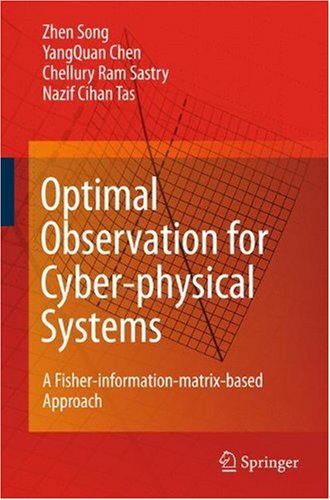 Zhen Song
YangQuan Chen
Chellury Ram Sastry
Nazif Cihan Tas
Optimal
Observation for
Cyber-physical
Systems
A Fisher-information-matrix-based
Approach
Springer